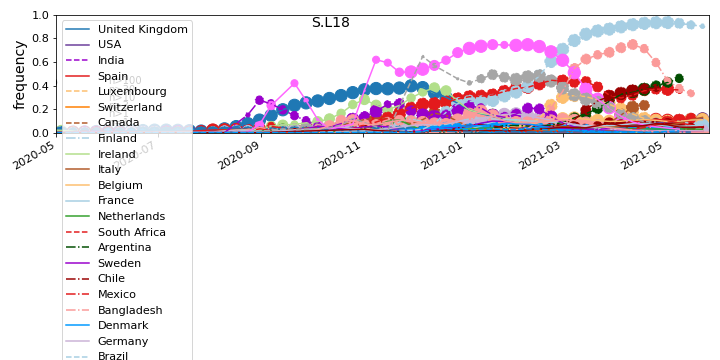 S.L18
frequency
1.0
0.8
0.6
0.4
0.2
0.0
2020-05
2020-07
2020-09
2020-11
2021-01
2021-03
2021-05
United Kingdom
USA
India
Spain
Luxembourg
Switzerland
Canada
Finland
Ireland
Italy
Belgium
France
Netherlands
South Africa
Argentina
Sweden
Chile
Mexico
Bangladesh
Denmark
Germany
Brazil